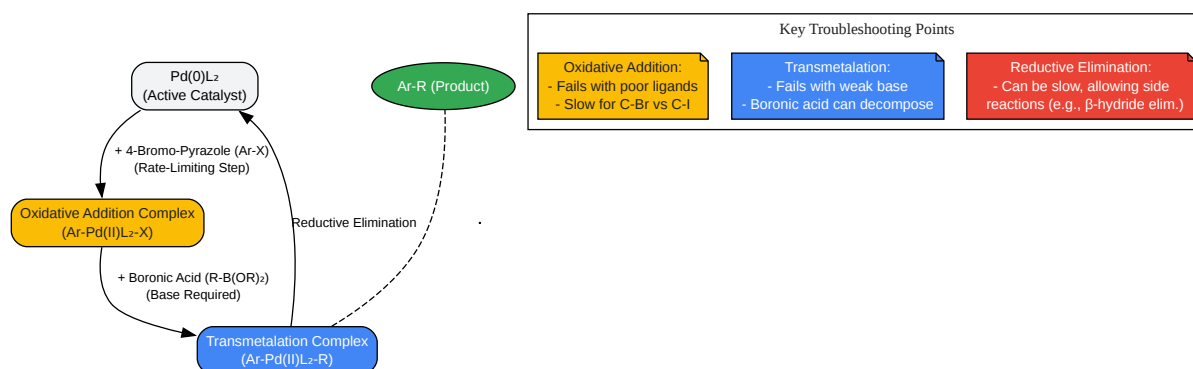 Key Troubleshooting Points
Pd(0)L₂
(Active Catalyst)
Ar-R (Product)
Oxidative Addition:
- Fails with poor ligands
- Slow for C-Br vs C-I
Transmetalation:
- Fails with weak base
- Boronic acid can decompose
Reductive Elimination:
- Can be slow, allowing side
reactions (e.g., β-hydride elim.)
+ 4-Bromo-Pyrazole (Ar-X)
(Rate-Limiting Step)
Oxidative Addition Complex
(Ar-Pd(II)L₂-X)
Reductive Elimination
+ Boronic Acid (R-B(OR)₂)
(Base Required)
Transmetalation Complex
(Ar-Pd(II)L₂-R)